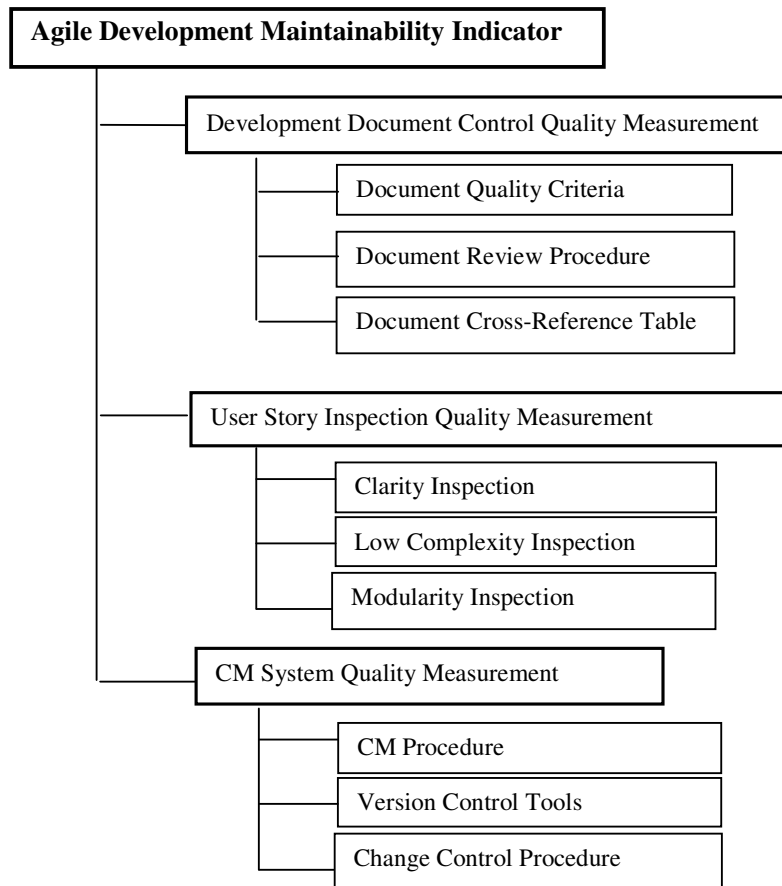 Agile Development Maintainability Indicator
Development Document Control Quality Measurement
Document Quality Criteria
Document Review Procedure
Document Cross-Reference Table
User Story Inspection Quality Measurement
Clarity Inspection
Low Complexity Inspection
Modularity Inspection
CM System Quality Measurement
CM Procedure
Version Control Tools
Change Control Procedure